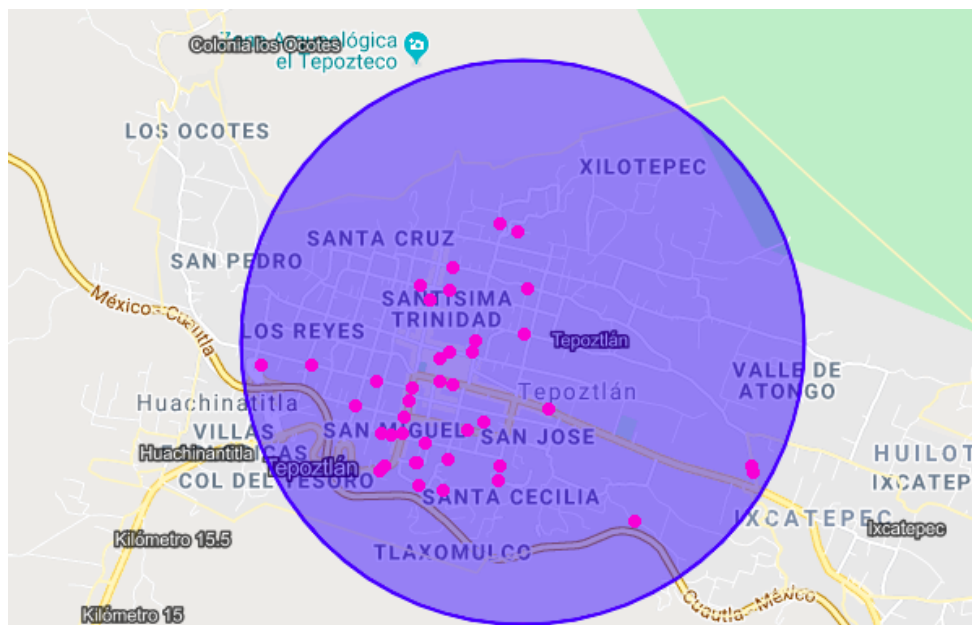 Zona Arqueológica
el Tepozteco
Colonia los Ocotes
LOS OCOTES
XILOTEPEC
SANTA CRUZ
SAN PEDRO
SANTISIMA
TRINIDAD
México - Cuautla
LOS REYES
Tepoztlán
VALLE DE
ATONGO
Tepoztlán
Huachinatitla
VILLAS
SAN MIGUEL
SAN JOSE
Huachinantitla
HUILOT
Tepoztlán
COL DEL TESORO
IXCATEP
SANTA CECILIA
IXCATEPEC
Ixcatepec
Kilómetro 15.5
TLAXOMULCO
Cuautla - México
Kilómetro 15